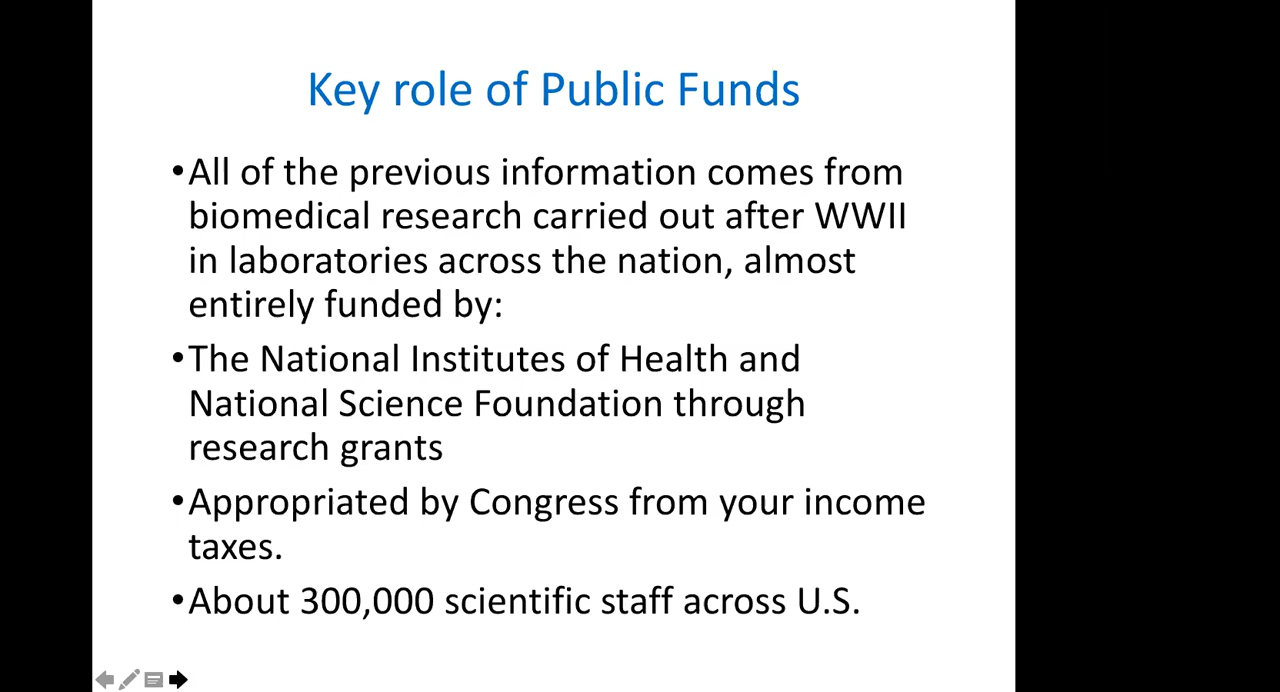 Key role of Public Funds
•All of the previous information comes from
biomedical research carried out after WWII
in laboratories across the nation, almost
entirely funded by:
•The National Institutes of Health and
National Science Foundation through
research grants
•Appropriated by Congress from your income
taxes.
•About 300,000 scientific staff across U.S.